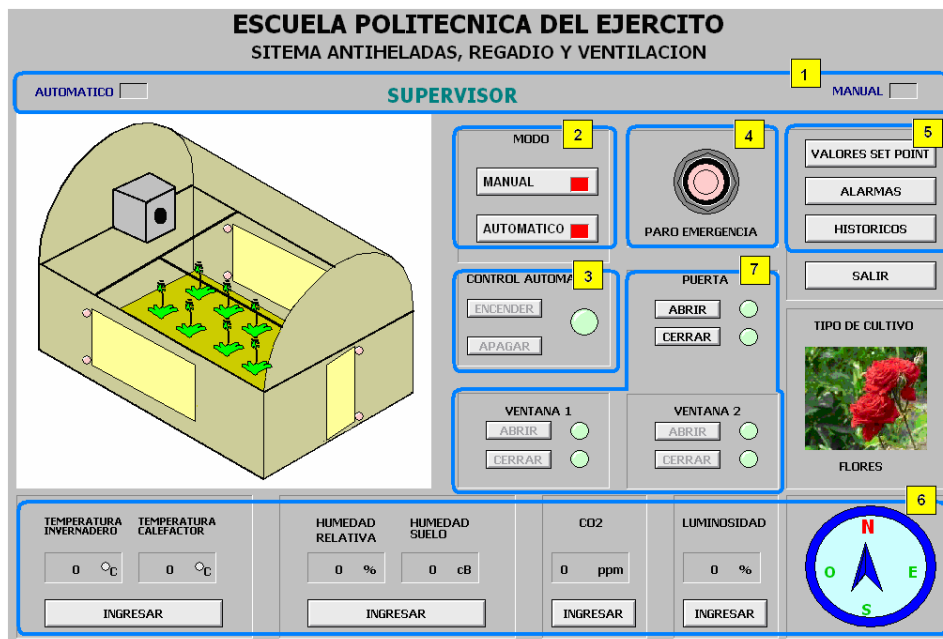 ESCUELA POLITECNICA DEL EJERCITO
SITEMA ANTIHELADAS, REGADIO Y VENTILACION
1
AUTOMATICO
SUPERVISOR
MANUAL
MODO
2
MANUAL
AUTOMATICO
4
PARO EMERGENCIA
5
VALORES SET POINT
ALARMAS
HISTORICOS
SALIR
CONTROL AUTOMA
3
ENCENDER
APAGAR
PUERTA
7
ABRIR
CERRAR
VENTANA 1
ABRIR
CERRAR
VENTANA 2
ABRIR
CERRAR
TIPO DE CULTIVO
FLORES
6
TEMPERATURA
INVERNADERO
0 °C
TEMPERATURA
CALEFACTOR
0 °C
INGRESAR
HUMEDAD
RELATIVA
0 %
HUMEDAD
SUELO
0 cB
INGRESAR
CO2
0 ppm
INGRESAR
LUMINOSIDAD
0 %
INGRESAR
N
O E
S